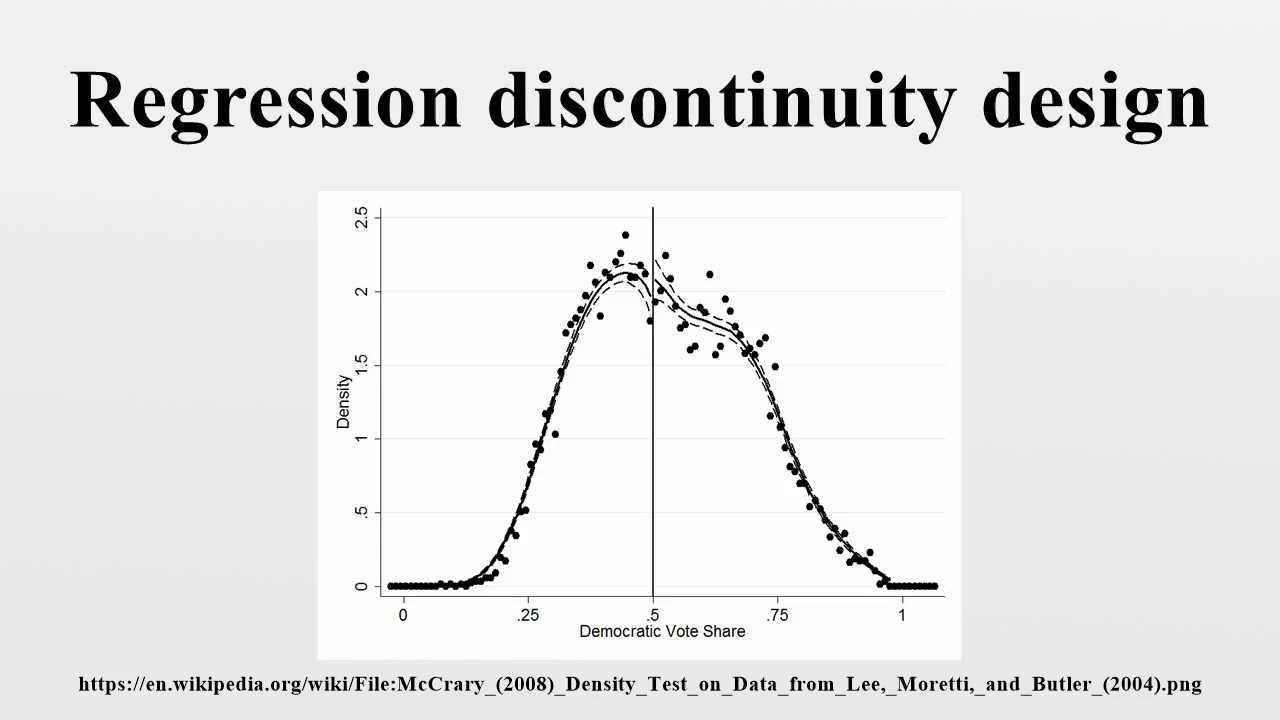 Regression discontinuity design
2.5
2
1.5
1
.5
0
Density
0 .25 .5 .75 1
Democratic Vote Share
https://en.wikipedia.org/wiki/File:McCrary_(2008)_Density_Test_on_Data_from_Lee,_Moretti,_and_Butler_(2004).png